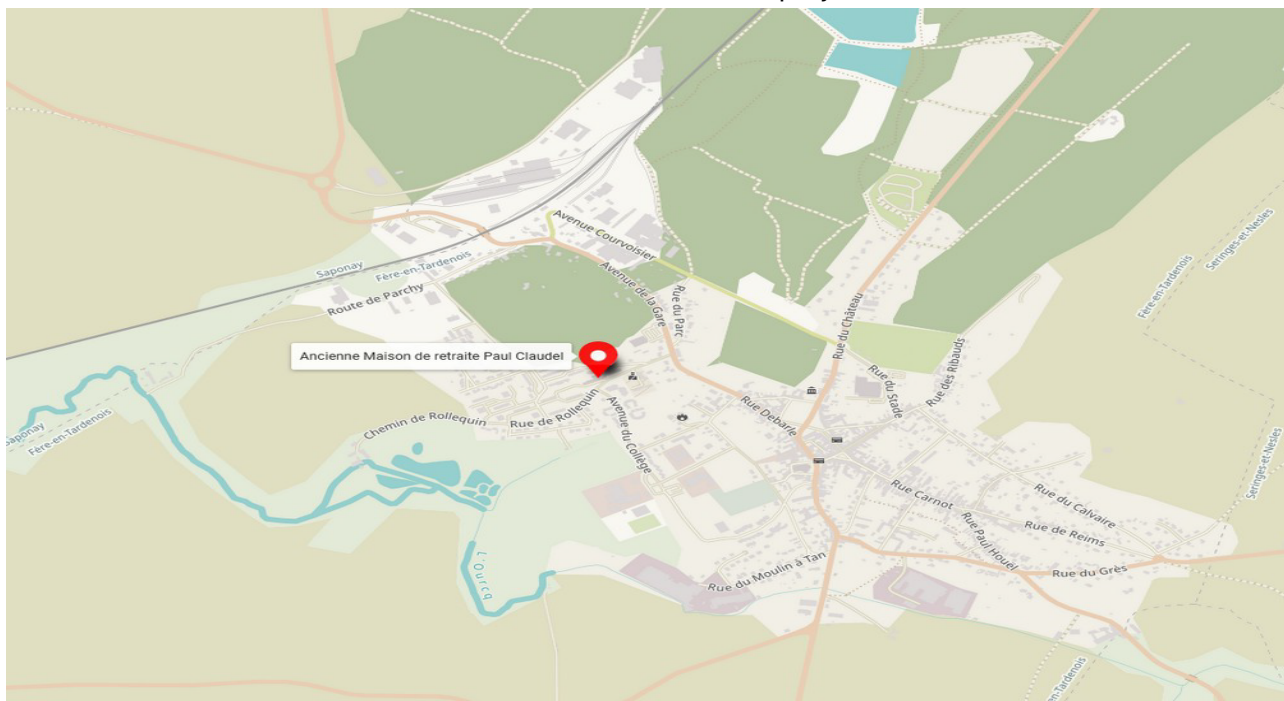 Avenue Courvoisier
Seringes-et-Nesles
Fère-en-Tardenois
Saponay
Fère-en-Tardenois
Route de Parchy
Avenue de la Gare
Rue du Parc
Rue du Château
Ancienne Maison de retraite Paul Claudel
Rue du Stade
Rue des Ribauds
Chemin de Rollequin
Rue de Rollequin
Avenue du Collège
Rue Debarle
Saponay
Fère-en-Tardenois
Seringes-et-Nesles
Rue Carnot
Rue du Calvaire
Rue de Reims
Rue Paul Houel
L'Ourcq
Rue du Moulin à Tan
Rue du Grès